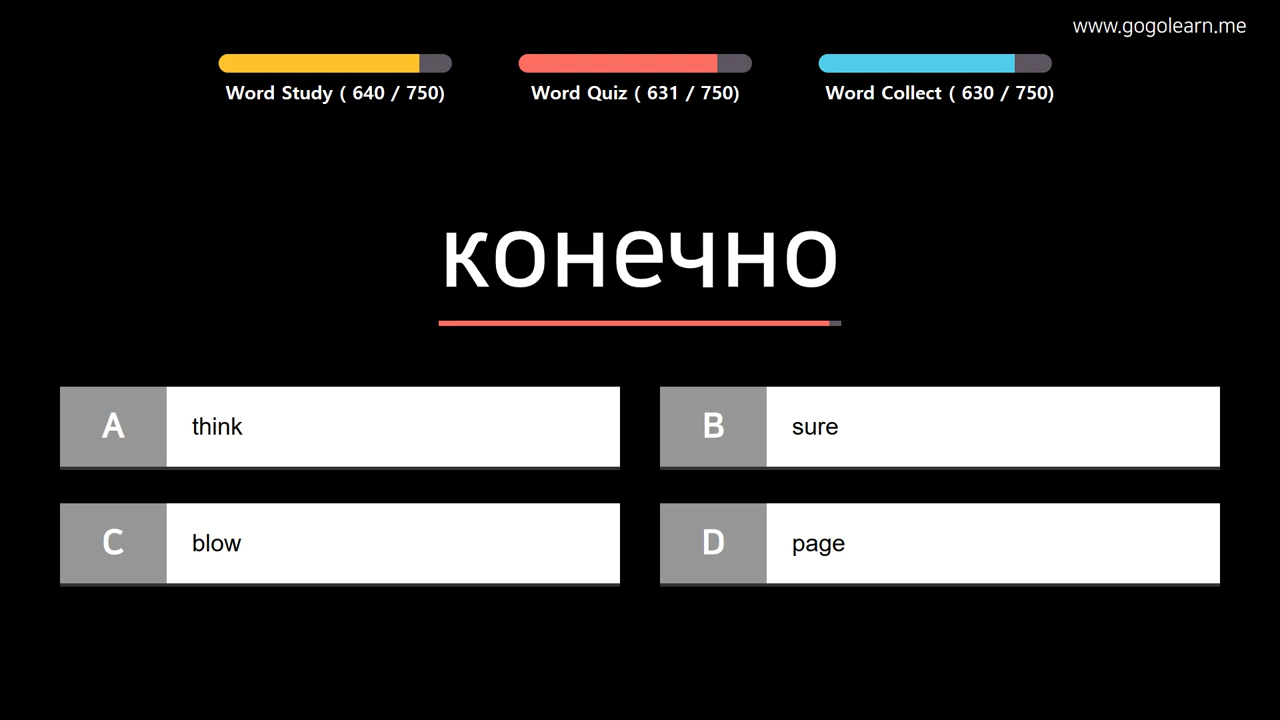 www.gogolearn.me
Word Study ( 640 / 750)
Word Quiz ( 631 / 750)
Word Collect ( 630 / 750)
конечно
A think
B sure
C blow
D page